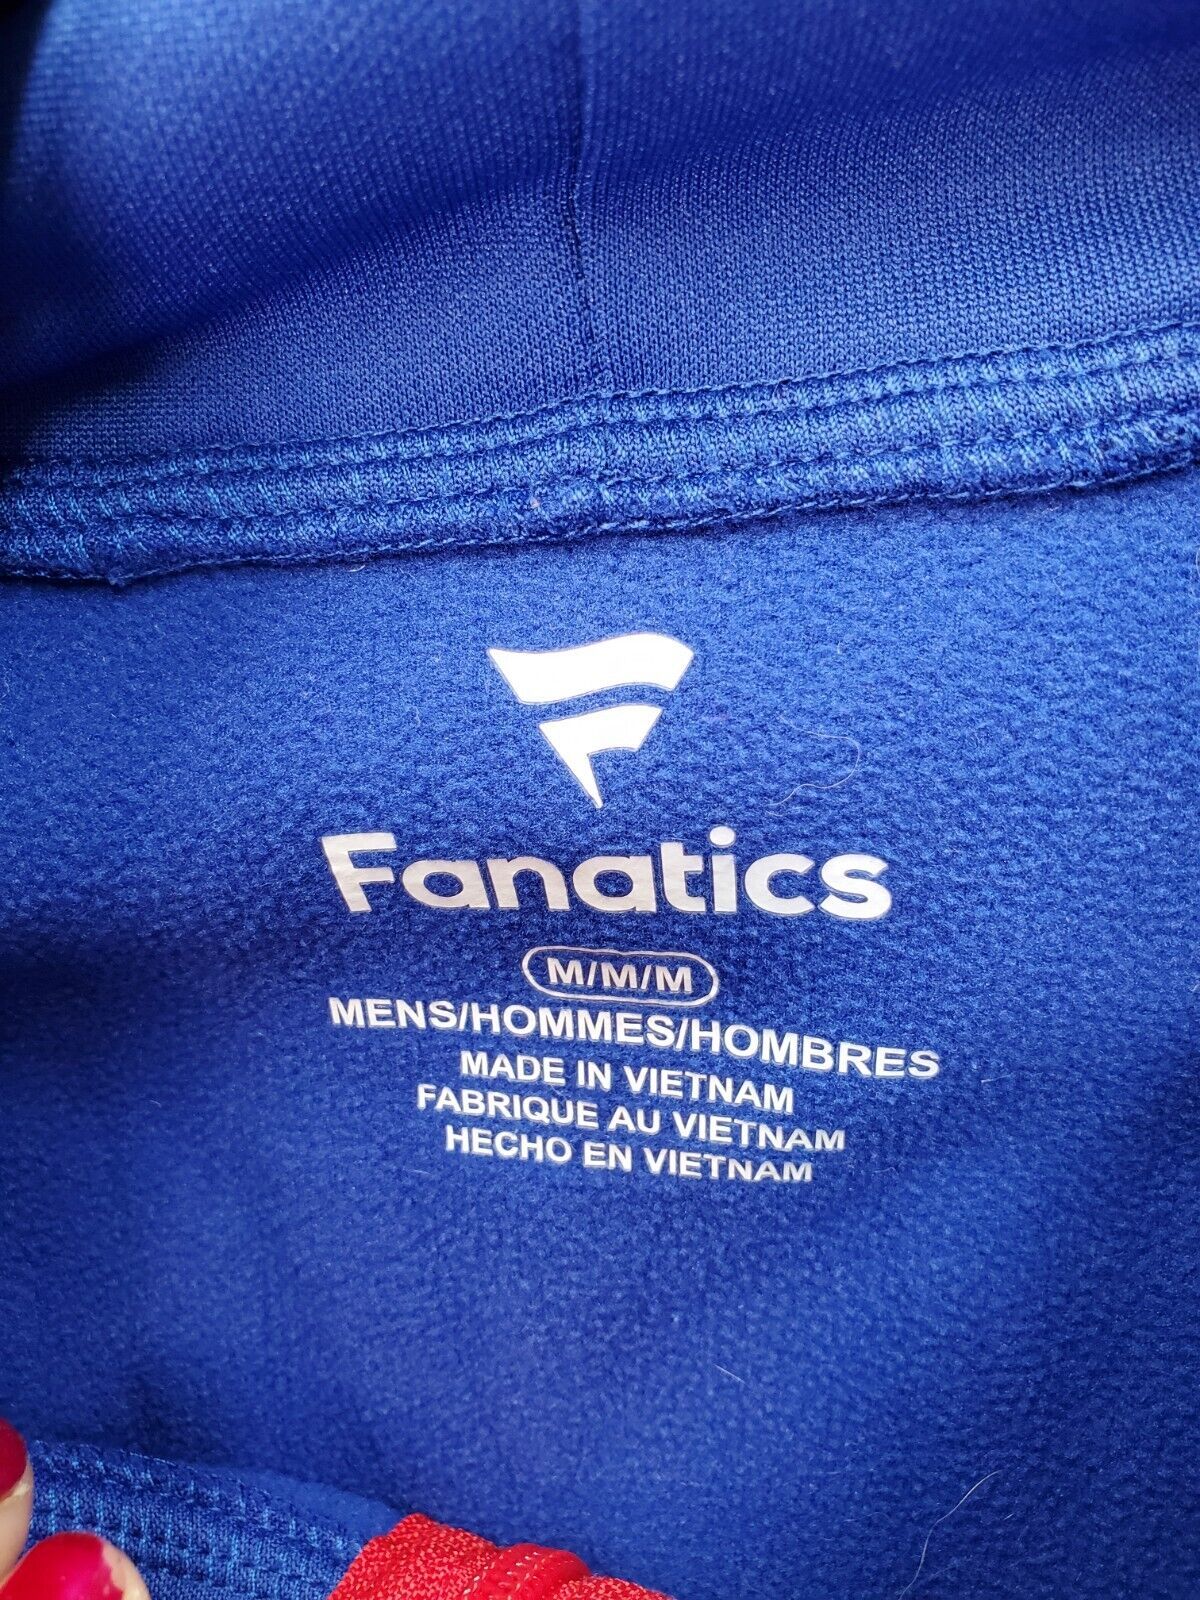 Fanatics
M/M/M
MENS/HOMMES/HOMBRES
MADE IN VIETNAM
FABRIQUE AU VIETNAM
HECHO EN VIETNAM